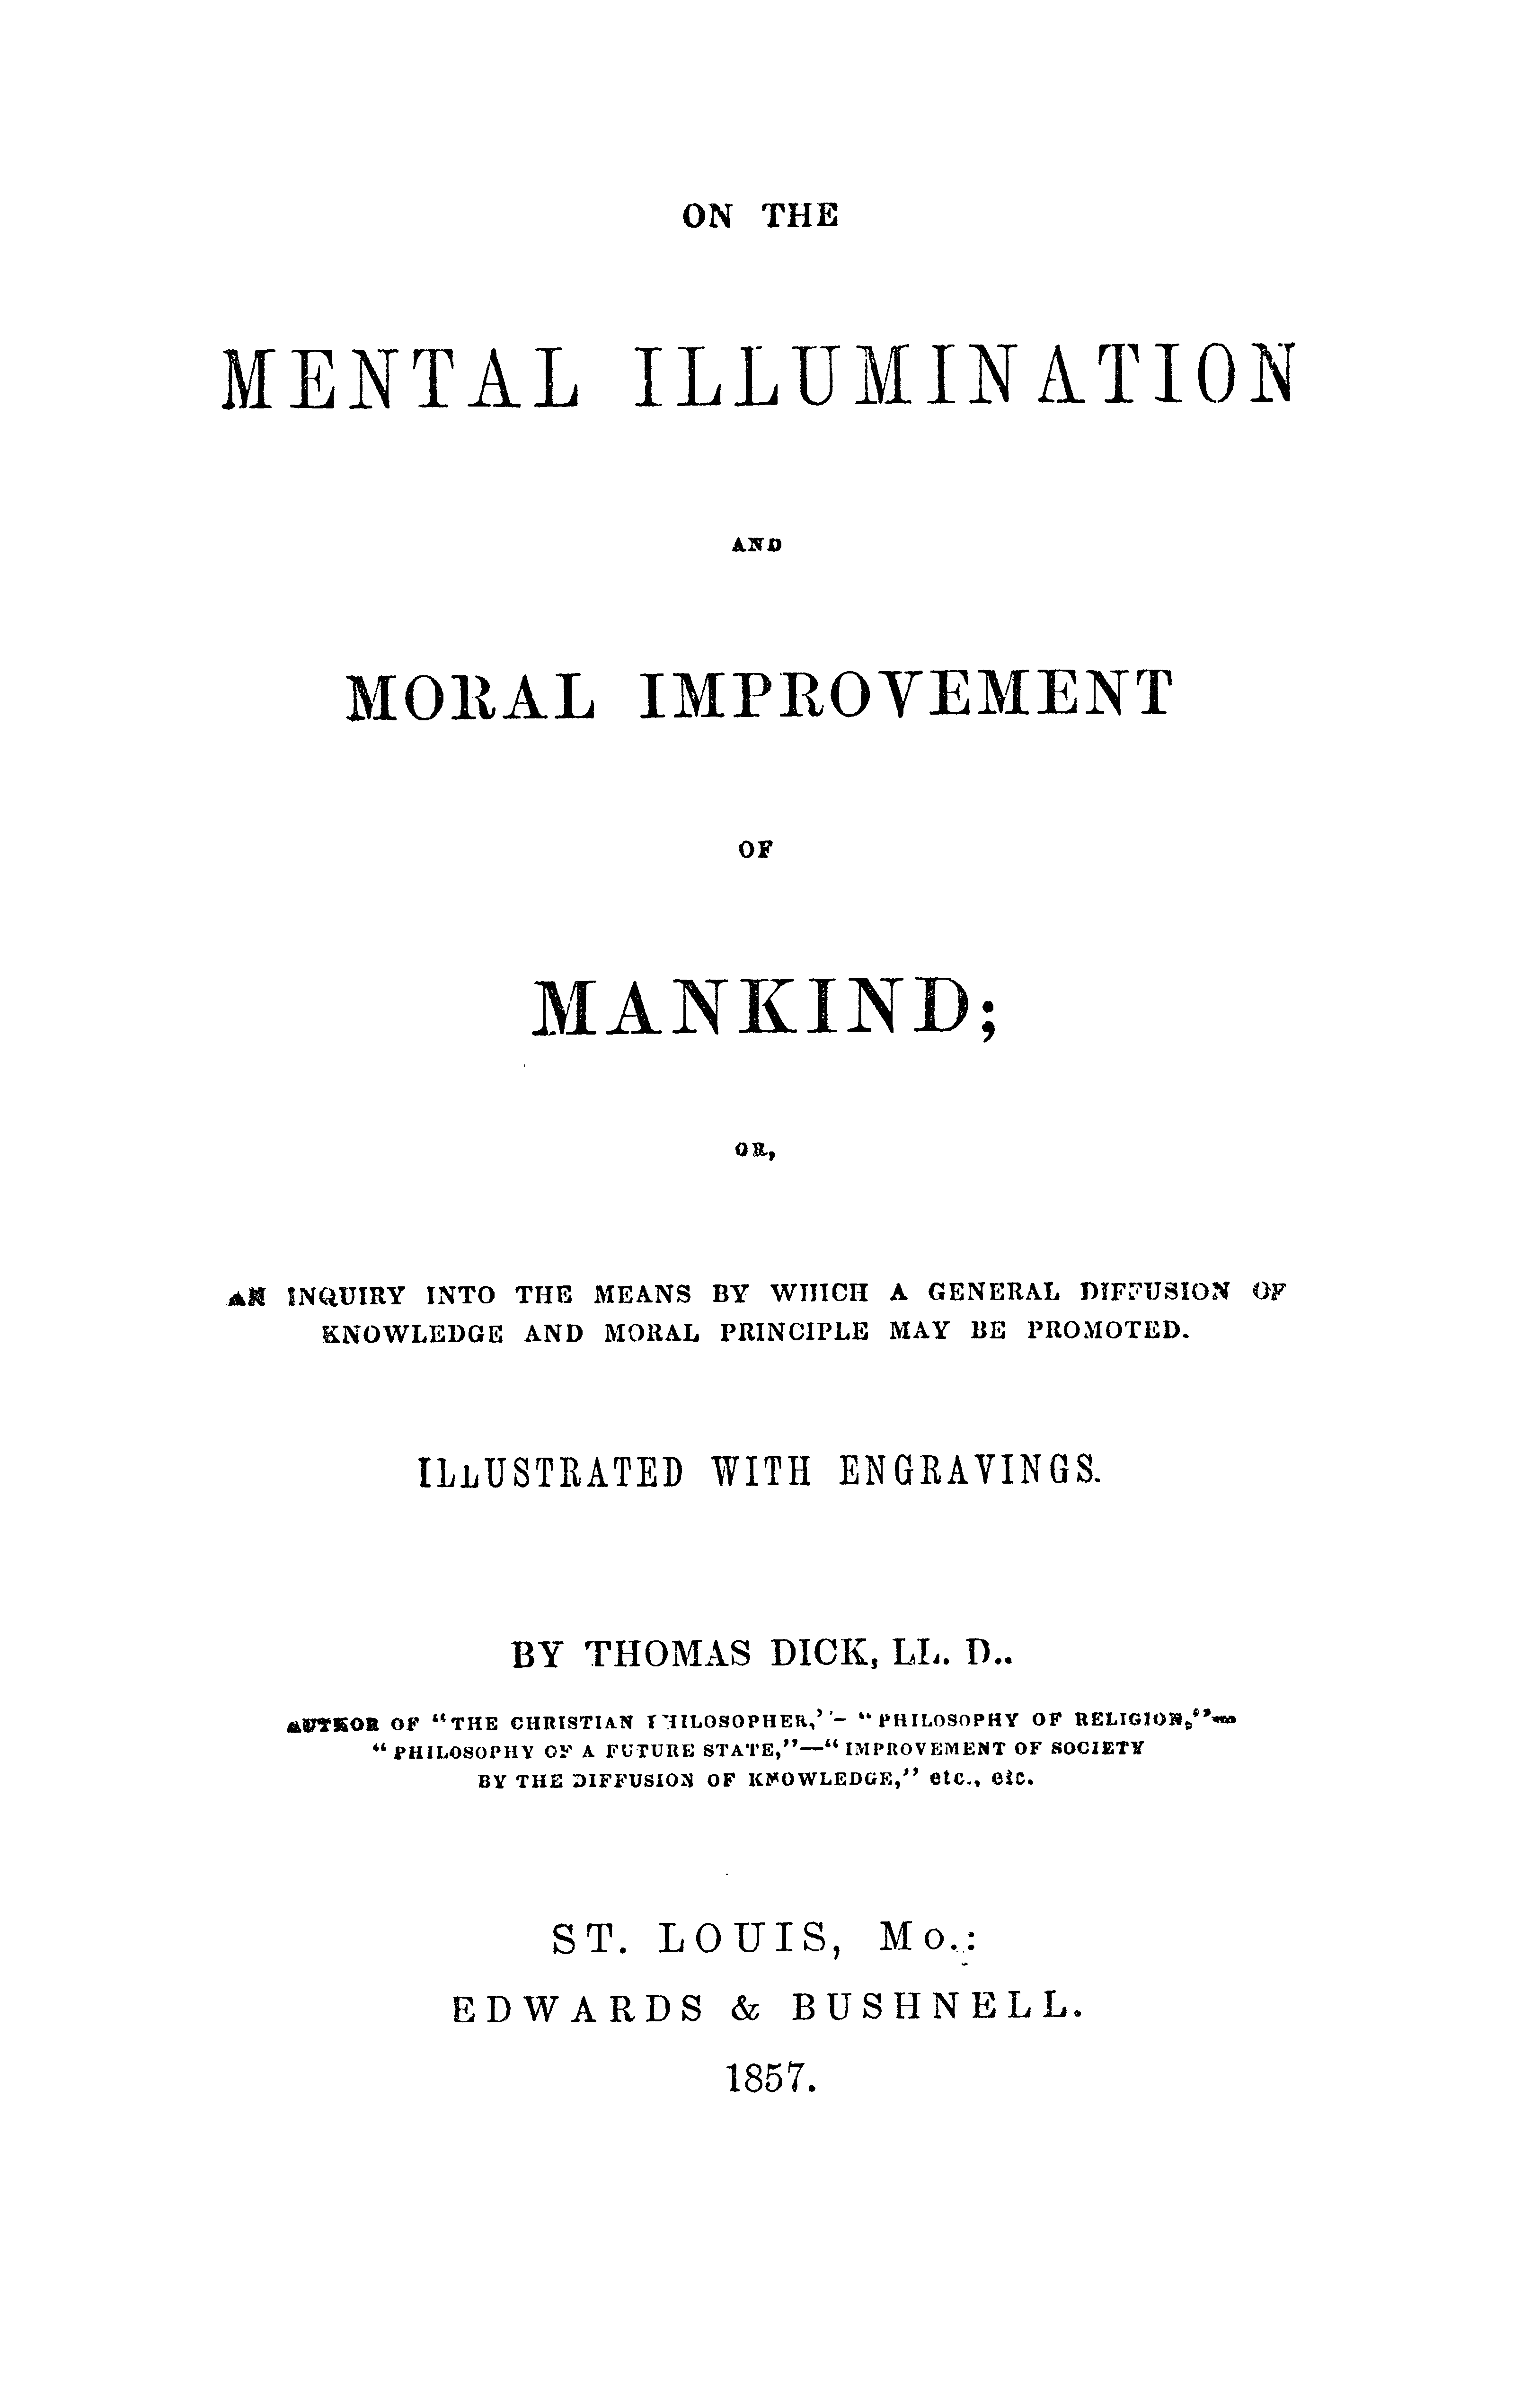 ON THE
MENTAL ILLUMINATION
AND
MORAL IMPROVEMENT
OF
MANKIND;
OR,
AN INQUIRY INTO THE MEANS BY WHICH A GENERAL DIFFUSION OF
KNOWLEDGE AND MORAL PRINCIPLE MAY BE PROMOTED.
ILLUSTRATED WITH ENGRAVINGS.
BY THOMAS DICK, LL. D..
AUTHOR OF "THE CHRISTIAN PHILOSOPHER,"—"PHILOSOPHY OF RELIGION,"—
"PHILOSOPHY OF A FUTURE STATE,"—"IMPROVEMENT OF SOCIETY
BY THE DIFFUSION OF KNOWLEDGE," etc., etc.
ST. LOUIS, Mo.:
EDWARDS & BUSHNELL.
1857.